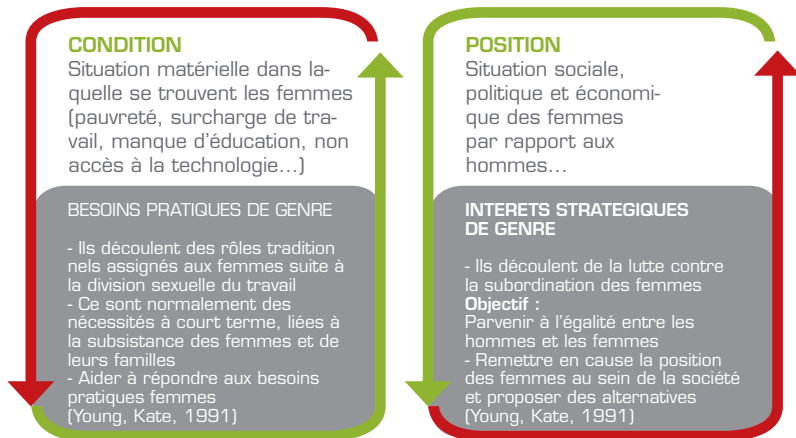 CONDITION
Situation matérielle dans la-
quelle se trouvent les femmes
(pauvreté, surcharge de tra-
vail, manque d'éducation, non
accès à la technologie...)
BESOINS PRATIQUES DE GENRE
- Ils découlent des rôles tradition
nels assignés aux femmes suite à
la division sexuelle du travail
- Ce sont normalement des
nécessités à court terme, liées à
la subsistance des femmes et de
leurs familles
- Aider à répondre aux besoins
pratiques femmes
(Young, Kate, 1991)
POSITION
Situation sociale,
politique et économi-
que des femmes
par rapport aux
hommes...
INTERETS STRATEGIQUES
DE GENRE
- Ils découlent de la lutte contre
la subordination des femmes
Objectif :
Parvenir à l'égalité entre les
hommes et les femmes
- Remettre en cause la position
des femmes au sein de la société
et proposer des alternatives
(Young, Kate, 1991)